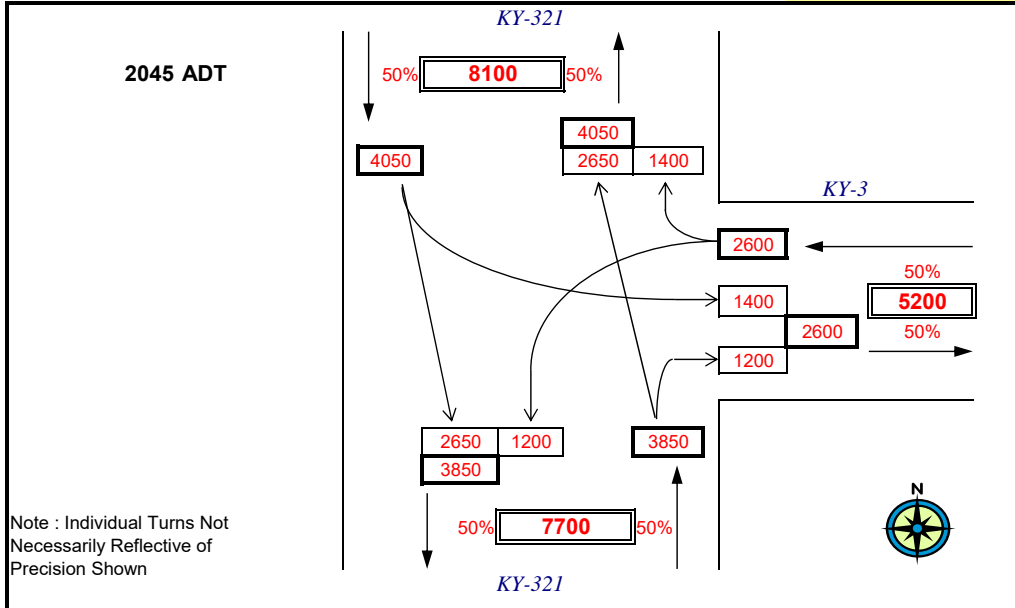 KY-321
2045 ADT
50% 8100 50%
4050
4050
2650 1400
KY-3
2600
50%
1400
5200
2600
50%
1200
2650 1200
3850
3850
N
Note : Individual Turns Not
Necessarily Reflective of
Precision Shown
50% 7700 50%
KY-321